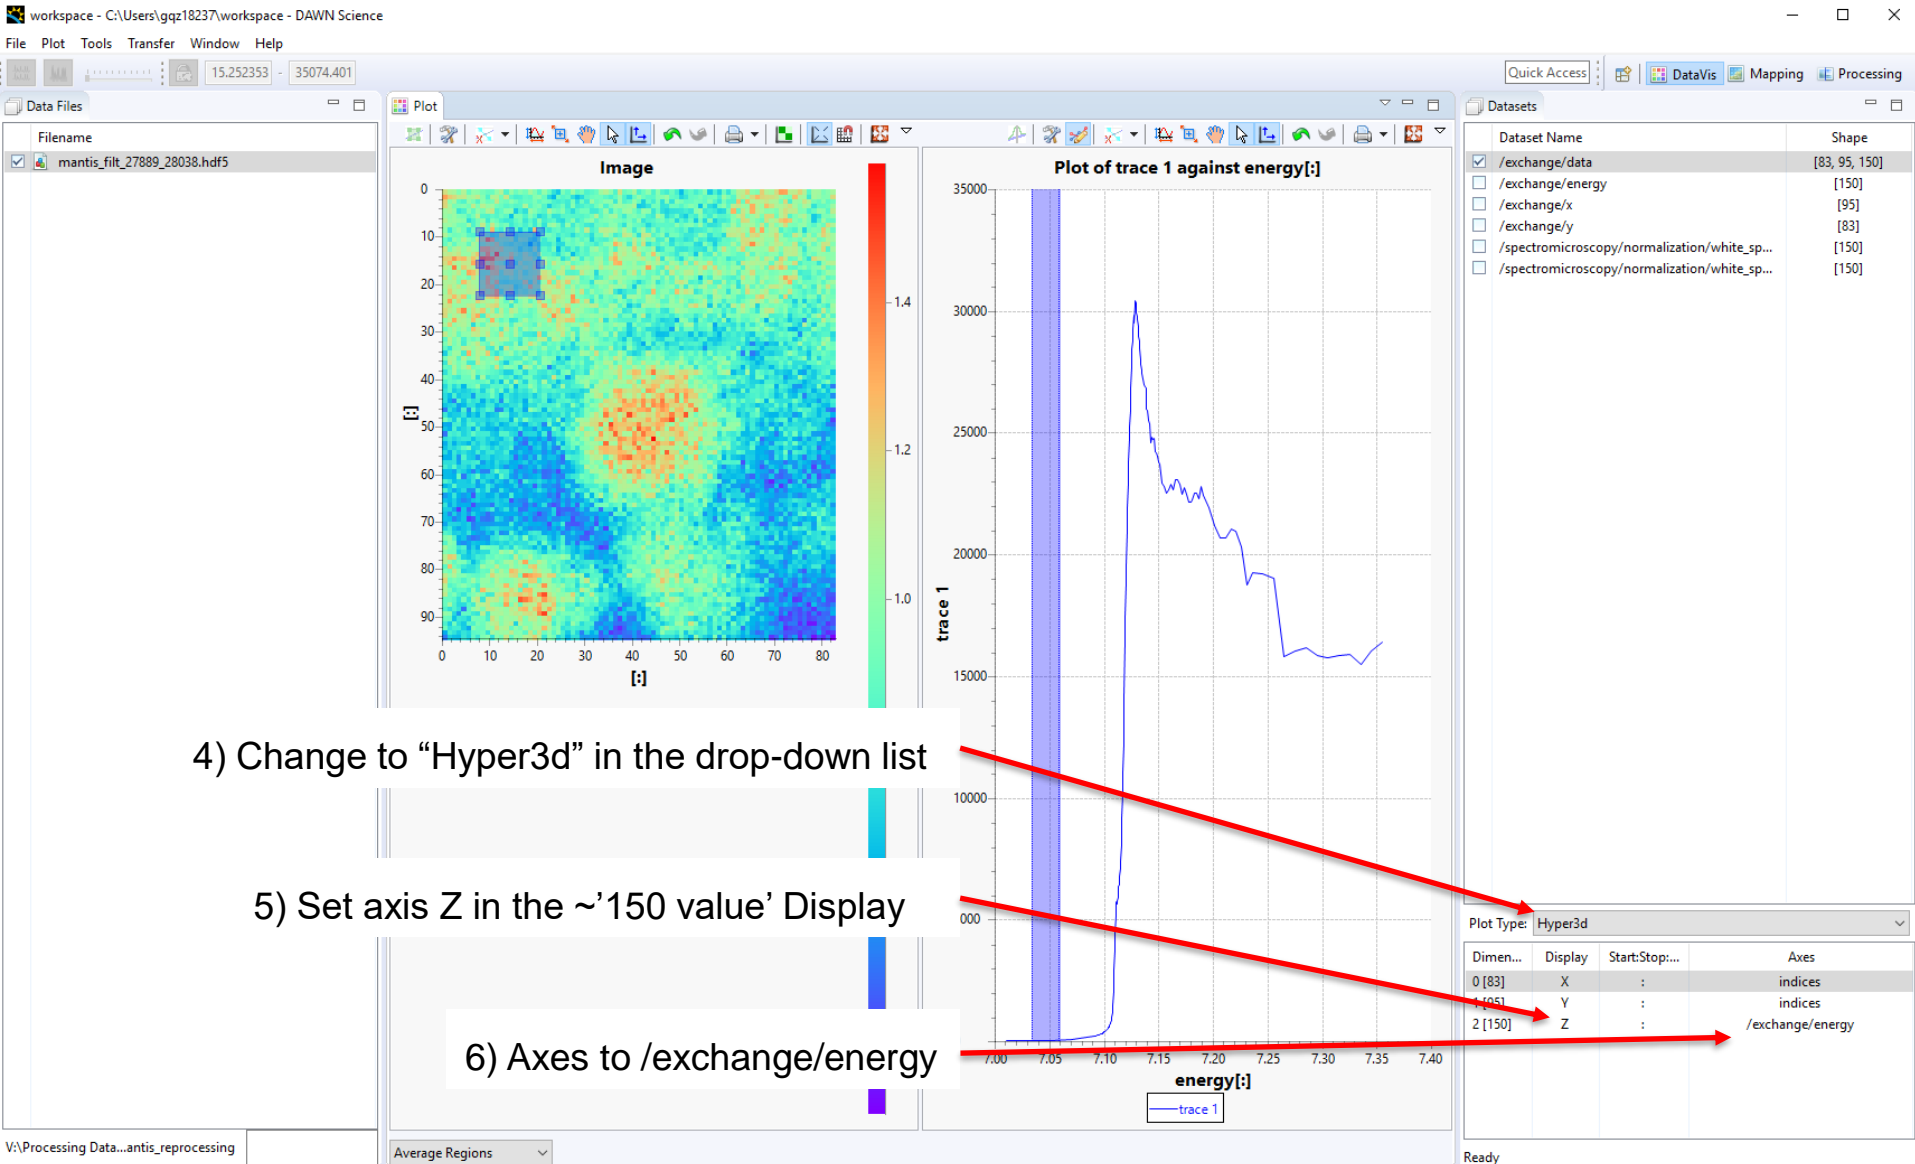 workspace - C:\Users\gqz18237\workspace - DAWN Science
File Plot Tools Transfer Window Help
15.252353 - 35074.401
Quick Access
DataVis Mapping Processing
Data Files
Filename
mantis_filt_27889_28038.hdf5
Plot
Image
0
10
20
30
40
50
60
70
80
90
[:]
0 10 20 30 40 50 60 70 80
[:]
1.4
1.2
1.0
Plot of trace 1 against energy[:]
35000
30000
25000
20000
15000
10000
000
trace 1
7.00 7.05 7.10 7.15 7.20 7.25 7.30 7.35 7.40
energy[:]
trace 1
Datasets
Dataset Name Shape
/exchange/data [83, 95, 150]
/exchange/energy [150]
/exchange/x [95]
/exchange/y [83]
/spectromicroscopy/normalization/white_sp... [150]
/spectromicroscopy/normalization/white_sp... [150]
4) Change to “Hyper3d” in the drop-down list
5) Set axis Z in the ~’150 value’ Display
6) Axes to /exchange/energy
Plot Type: Hyper3d
Dimen... Display Start:Stop:... Axes
0 [83] X : indices
1 [95] Y : indices
2 [150] Z : /exchange/energy
V:\Processing Data...antis_reprocessing
Average Regions
Ready